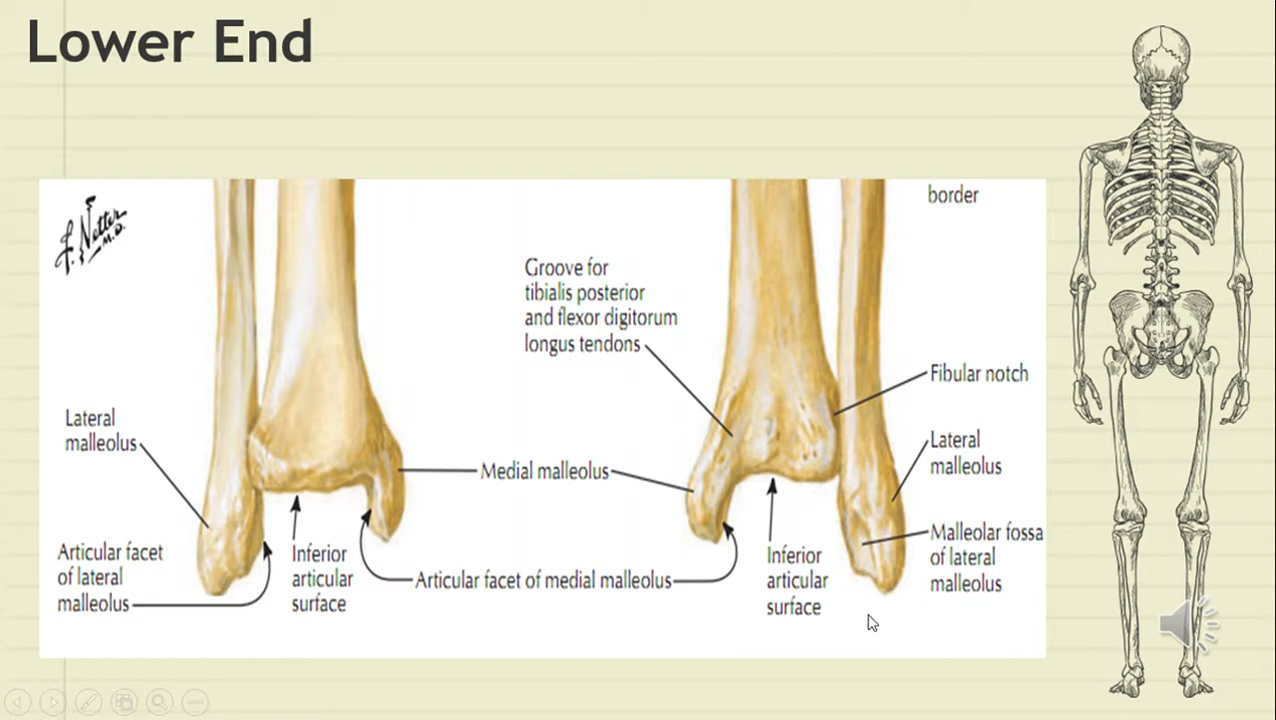 Lower End
F. Netter
M.D.
border
Groove for
tibialis posterior
and flexor digitorum
longus tendons
Fibular notch
Lateral
malleolus
Medial malleolus
Lateral
malleolus
Articular facet
of lateral
malleolus
Inferior
articular
surface
Articular facet of medial malleolus
Inferior
articular
surface
Malleolar fossa
of lateral
malleolus